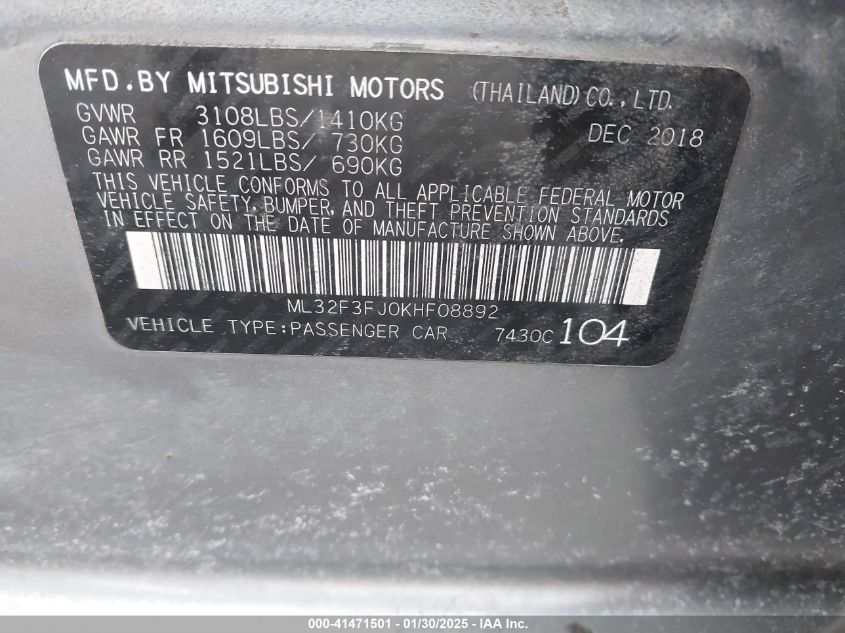 MFD.BY MITSUBISHI MOTORS (THAILAND) CO., LTD.
GVWR 3108LBS/1410KG DEC 2018
GAWR FR 1609LBS/ 730KG
GAWR RR 1521LBS/ 690KG
THIS VEHICLE CONFORMS TO ALL APPLICABLE FEDERAL MOTOR
VEHICLE SAFETY, BUMPER, AND THEFT PREVENTION STANDARDS
IN EFFECT ON THE DATE OF MANUFACTURE SHOWN ABOVE.
ML32F3FJ0KHF08892
VEHICLE TYPE:PASSENGER CAR 7430C 104
000-41471501 - 01/30/2025 - IAA Inc.